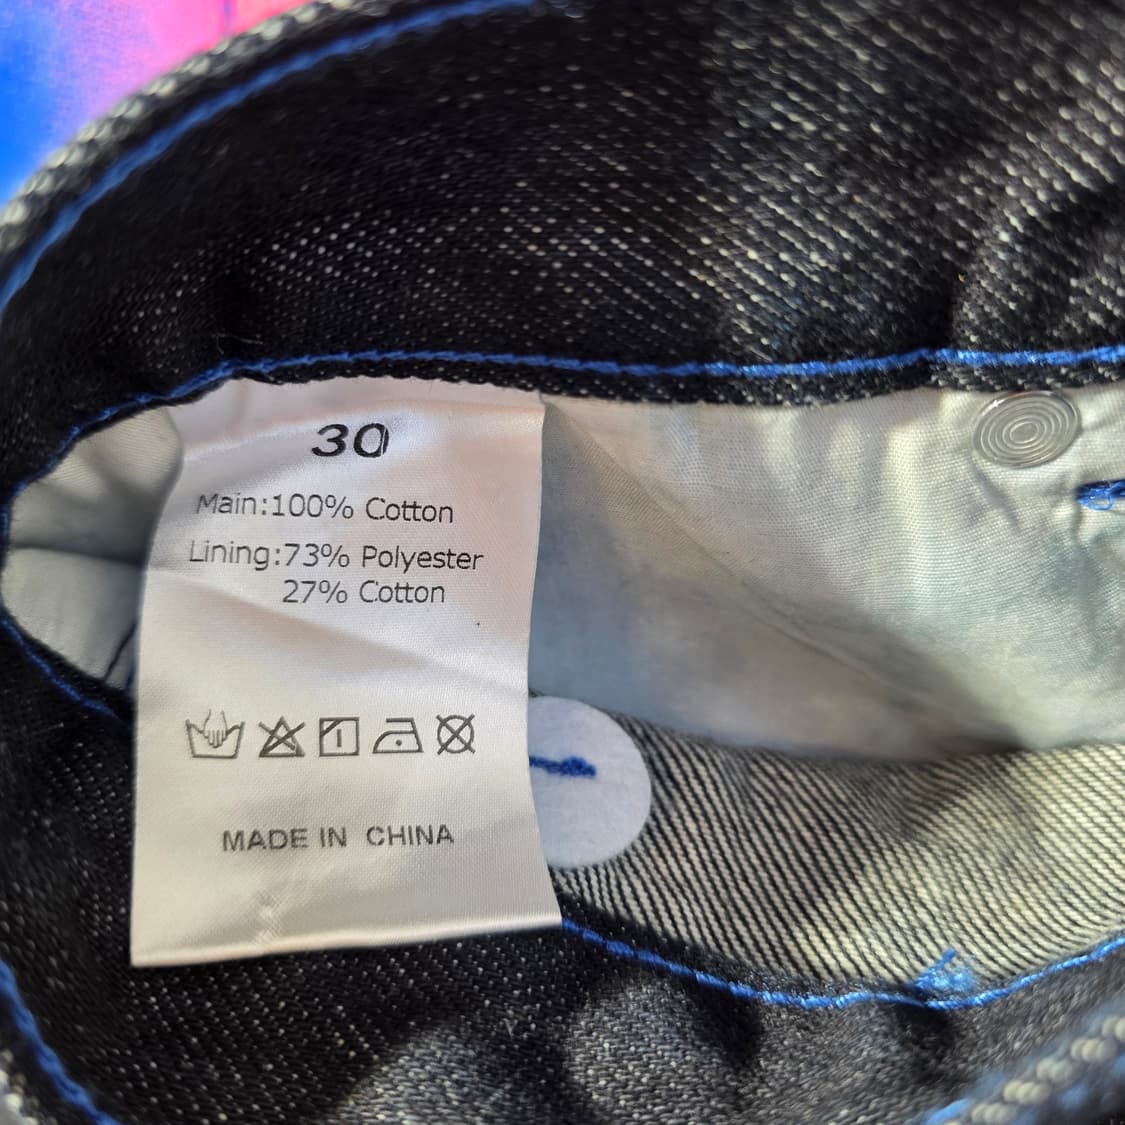 30
Main:100% Cotton
Lining:73% Polyester
27% Cotton
MADE IN CHINA